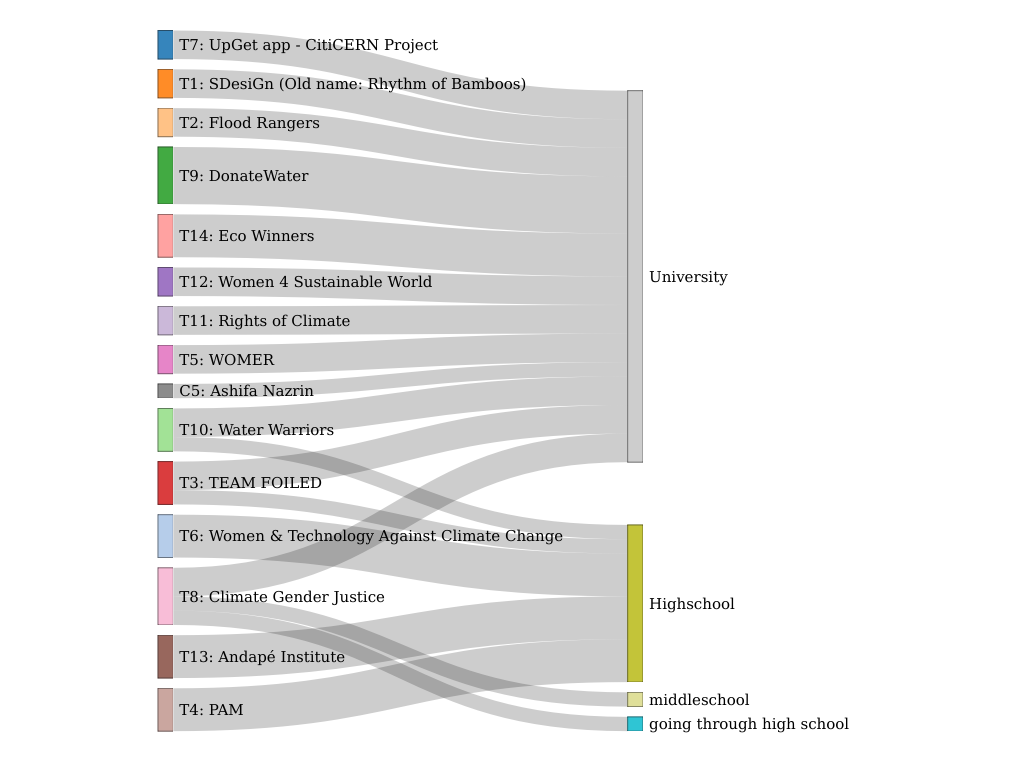 T7: UpGet app - CitiCERN Project
T1: SDesiGn (Old name: Rhythm of Bamboos)
T2: Flood Rangers
T9: DonateWater
T14: Eco Winners
T12: Women 4 Sustainable World
T11: Rights of Climate
T5: WOMER
C5: Ashifa Nazrin
T10: Water Warriors
T3: TEAM FOILED
T6: Women & Technology Against Climate Change
T8: Climate Gender Justice
T13: Andapé Institute
T4: PAM
University
Highschool
middleschool
going through high school